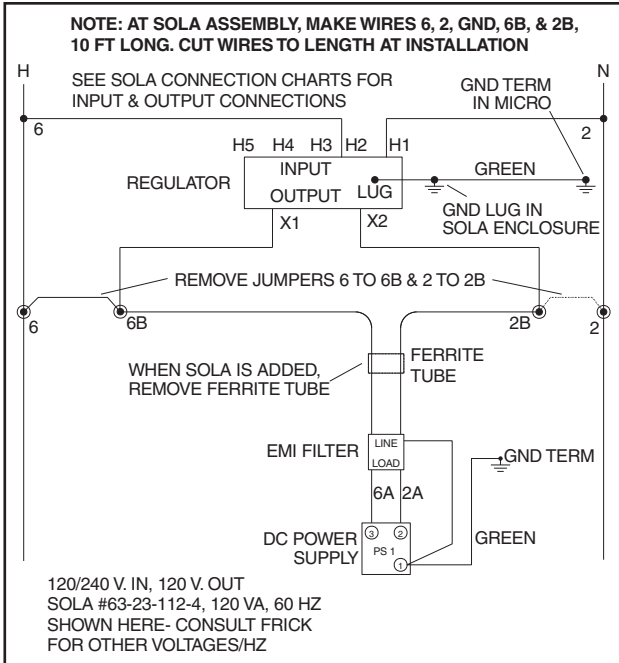 NOTE: AT SOLA ASSEMBLY, MAKE WIRES 6, 2, GND, 6B, & 2B,
10 FT LONG. CUT WIRES TO LENGTH AT INSTALLATION
H
N
SEE SOLA CONNECTION CHARTS FOR
INPUT & OUTPUT CONNECTIONS
GND TERM
IN MICRO
6
2
H5 H4 H3 H2 H1
REGULATOR
INPUT
OUTPUT
LUG
GREEN
GND LUG IN
SOLA ENCLOSURE
X1
X2
REMOVE JUMPERS 6 TO 6B & 2 TO 2B
6
6B
2B
2
WHEN SOLA IS ADDED,
REMOVE FERRITE TUBE
FERRITE
TUBE
EMI FILTER
LINE
LOAD
GND TERM
6A
2A
DC POWER
SUPPLY
3
2
PS 1
1
GREEN
120/240 V. IN, 120 V. OUT
SOLA #63-23-112-4, 120 VA, 60 HZ
SHOWN HERE- CONSULT FRICK
FOR OTHER VOLTAGES/HZ